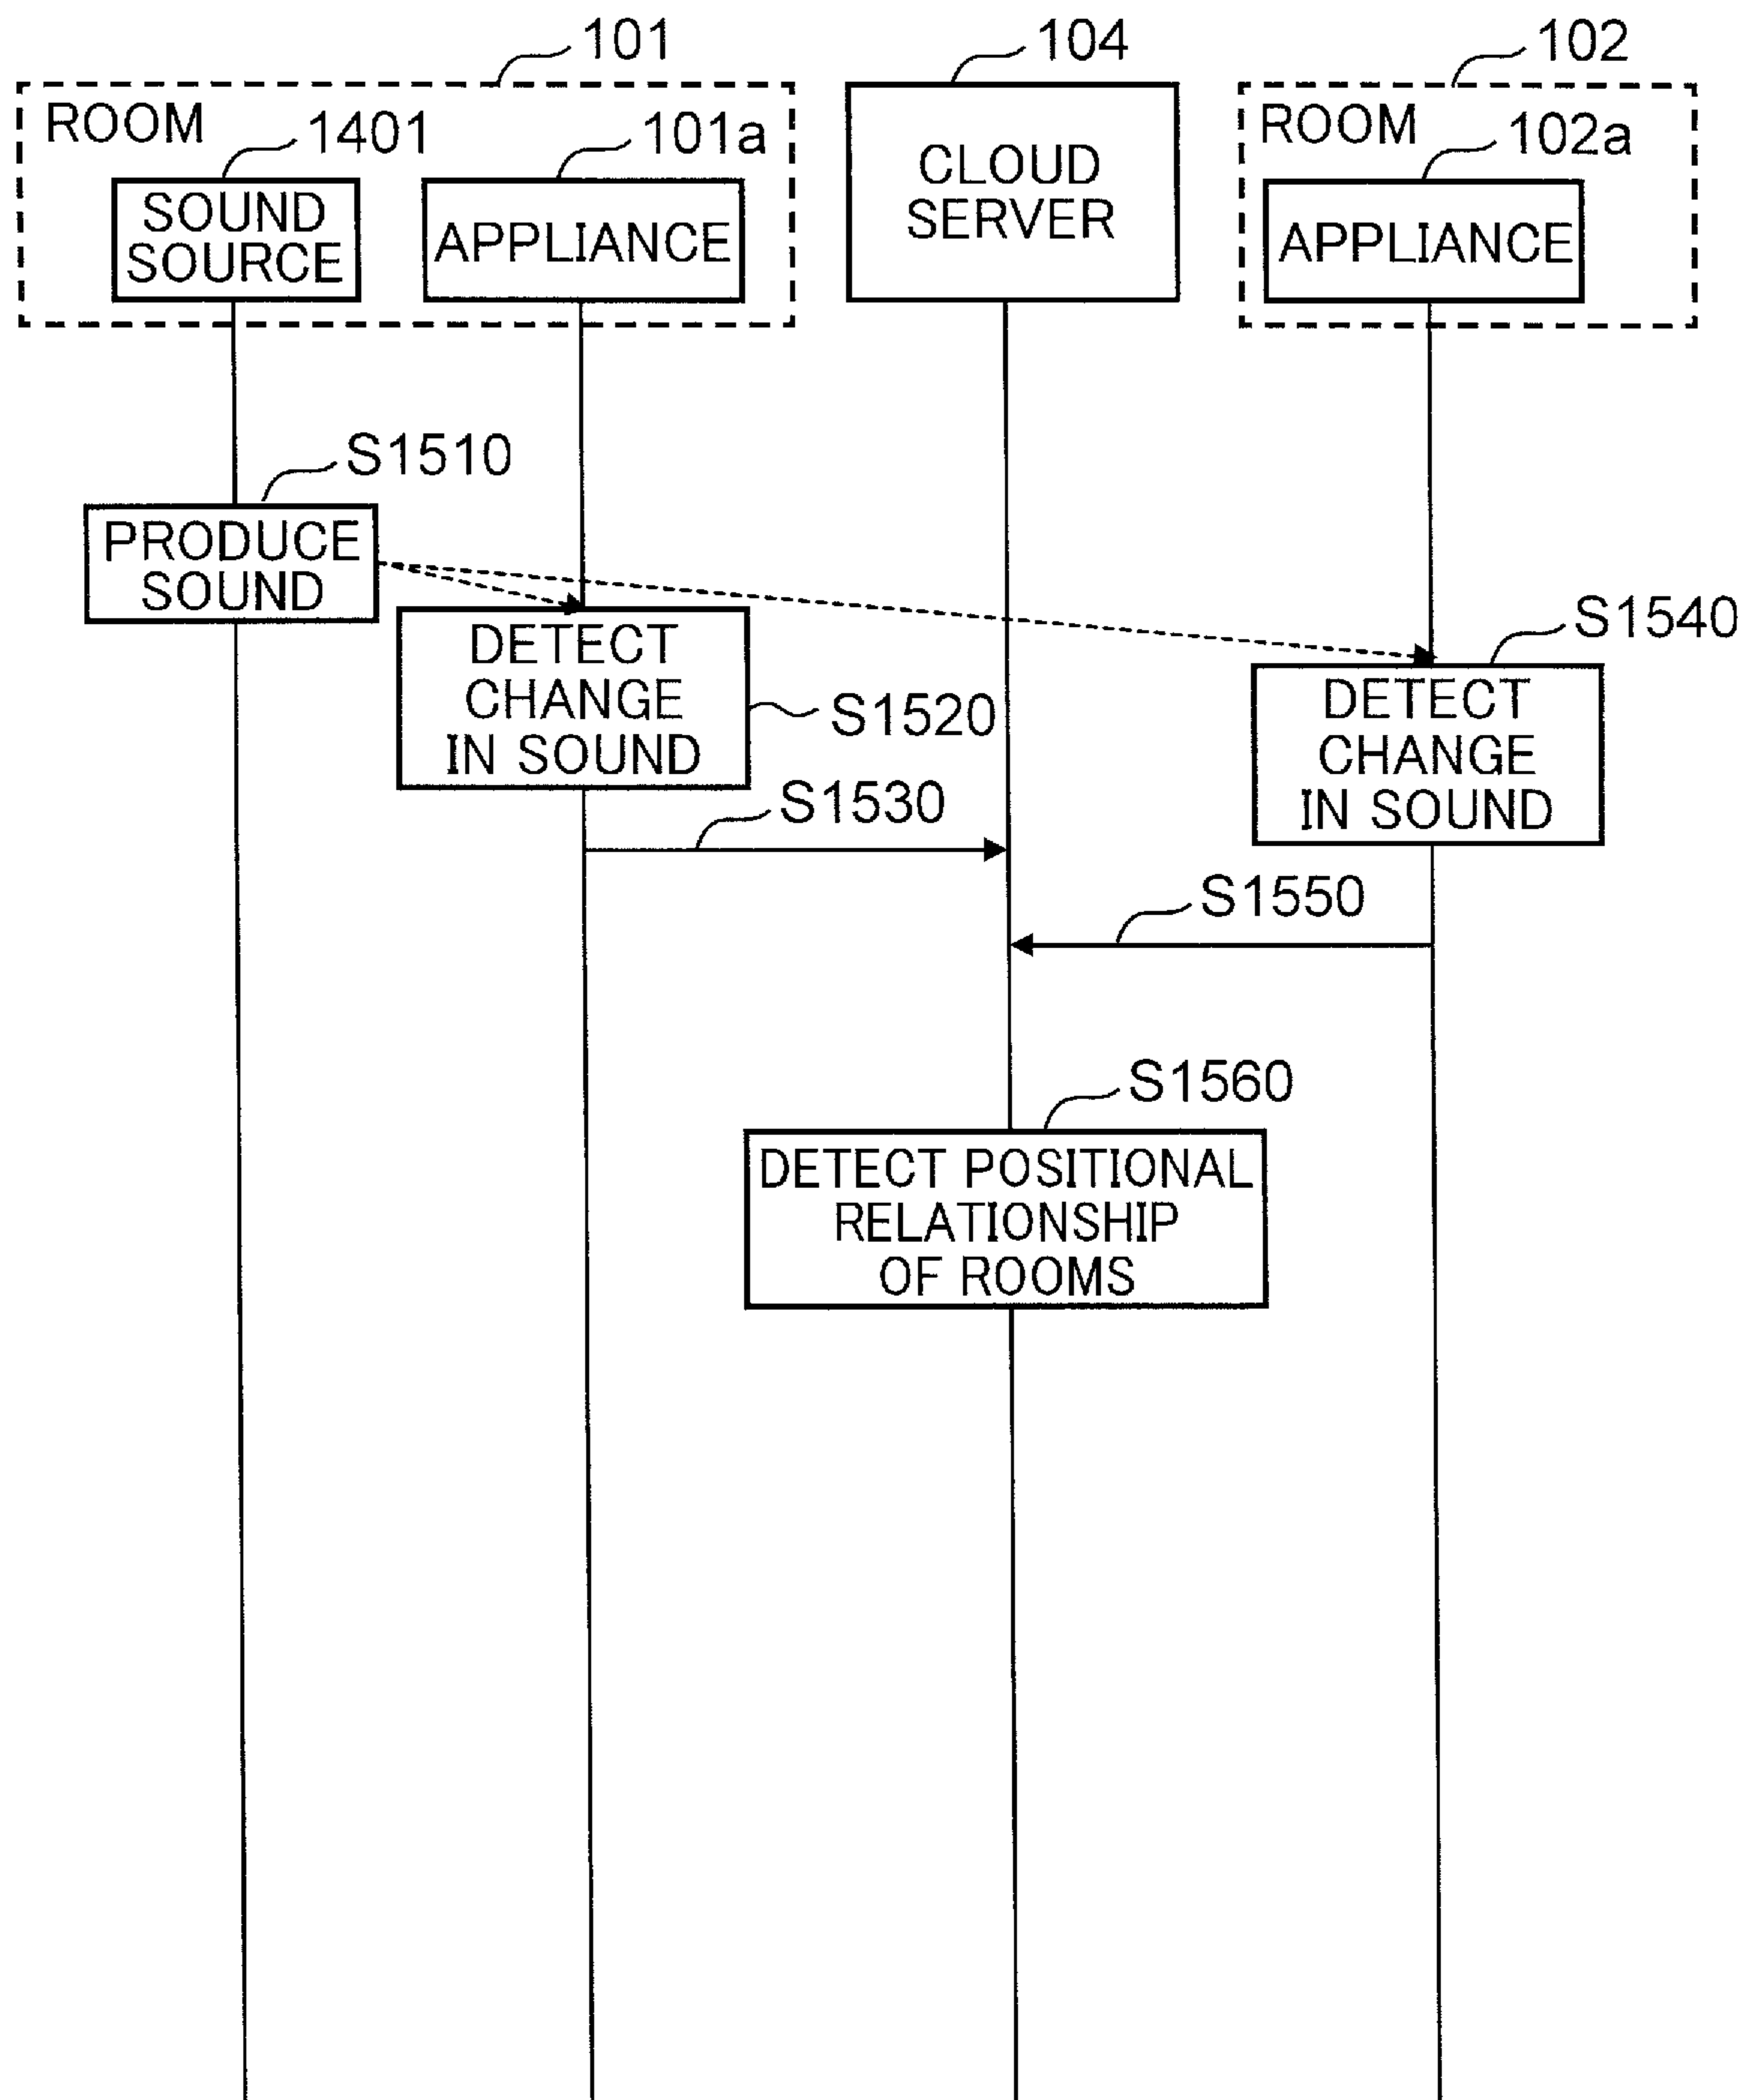 101
104
102
ROOM
1401
101a
CLOUD
SERVER
ROOM
102a
SOUND
SOURCE
APPLIANCE
APPLIANCE
S1510
PRODUCE
SOUND
DETECT
CHANGE
IN SOUND
S1520
S1540
DETECT
CHANGE
IN SOUND
S1530
S1550
S1560
DETECT POSITIONAL
RELATIONSHIP
OF ROOMS